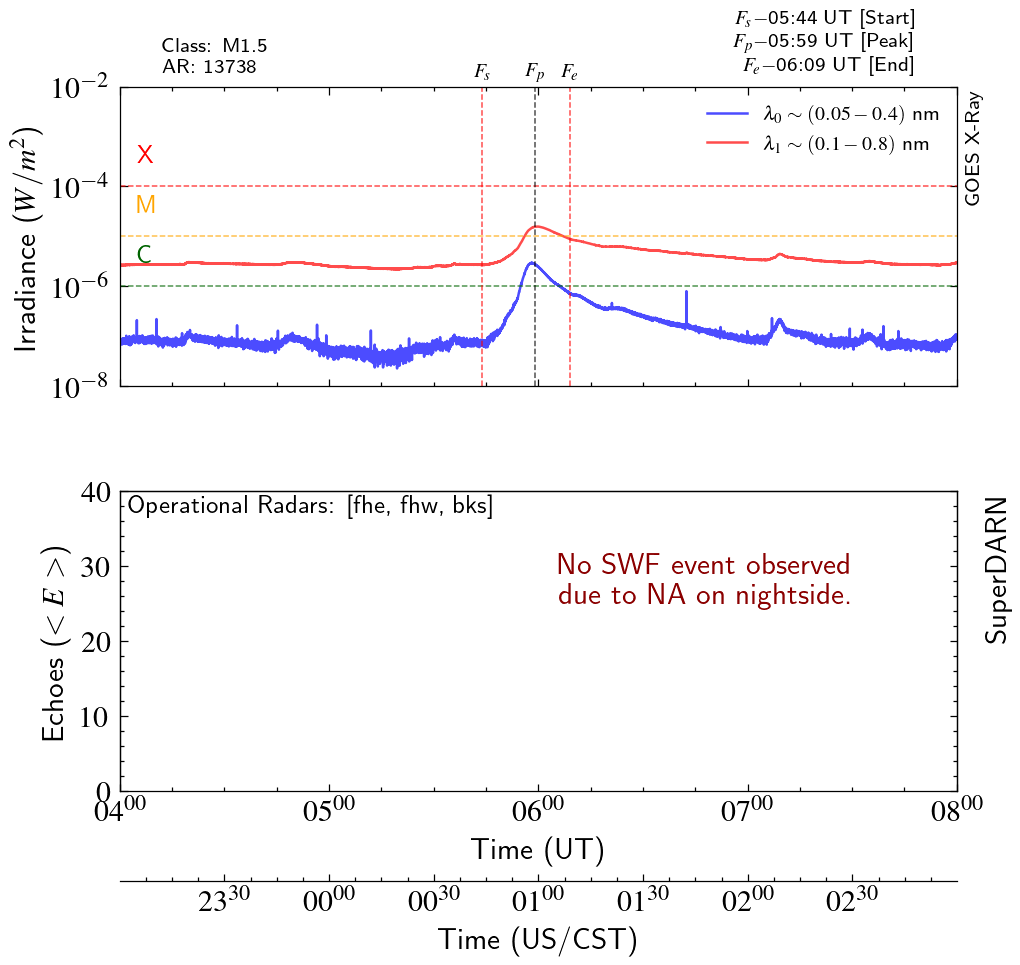 Class: M1.5
AR: 13738
F_s−05:44 UT [Start]
F_p−05:59 UT [Peak]
F_e−06:09 UT [End]
F_s F_p F_e
10^−2
10^−4
10^−6
10^−8
Irradiance (W/m^2)
X
M
C
λ_0 ∼ (0.05 − 0.4) nm
λ_1 ∼ (0.1 − 0.8) nm
GOES X-Ray
40
30
20
10
0
Echoes (< E >)
Operational Radars: [fhe, fhw, bks]
No SWF event observed
due to NA on nightside.
SuperDARN
04^00 05^00 06^00 07^00 08^00
Time (UT)
23^30 00^00 00^30 01^00 01^30 02^00 02^30
Time (US/CST)